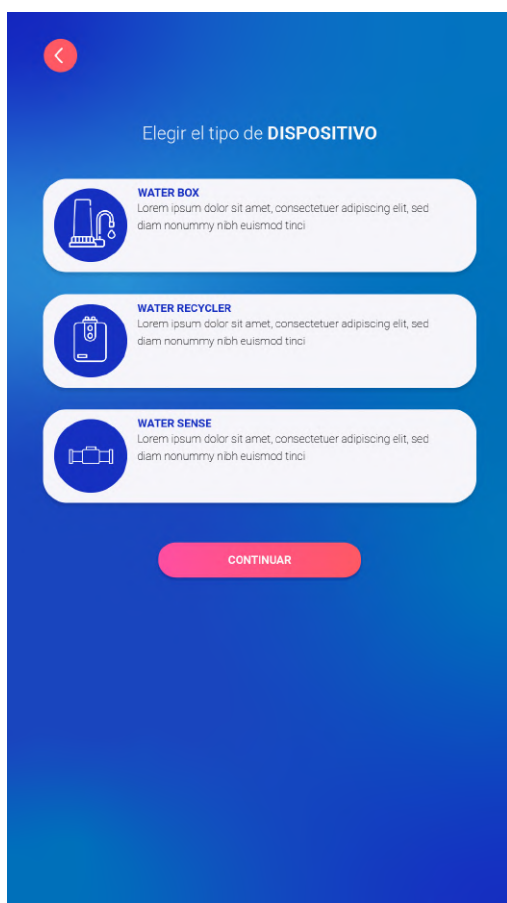 Elegir el tipo de DISPOSITIVO
WATER BOX
Lorem ipsum dolor sit amet, consectetuer adipiscing elit, sed
diam nonummy nibh euismod tinci
WATER RECYCLER
Lorem ipsum dolor sit amet, consectetuer adipiscing elit, sed
diam nonummy nibh euismod tinci
WATER SENSE
Lorem ipsum dolor sit amet, consectetuer adipiscing elit, sed
diam nonummy nibh euismod tinci
CONTINUAR